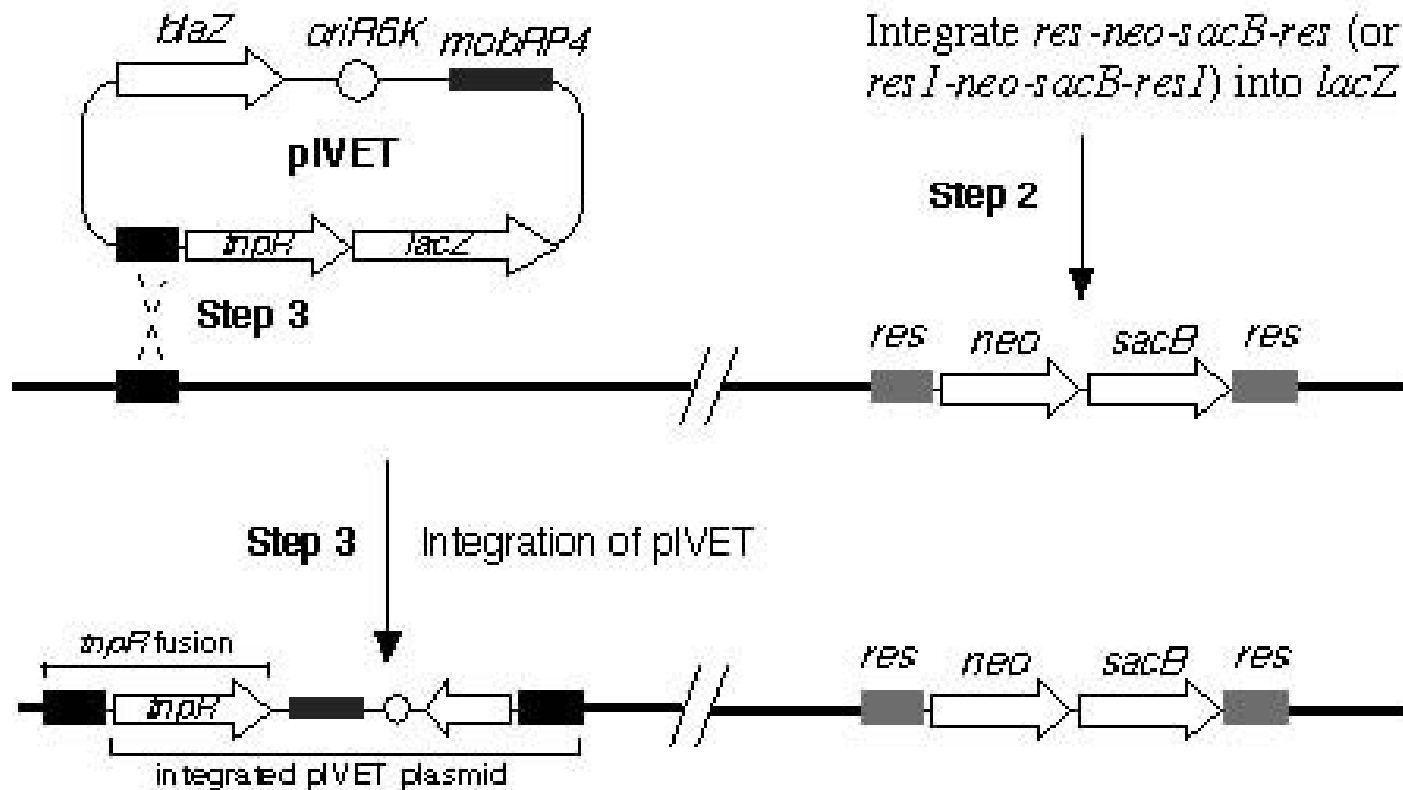 blaZ oriR6K mobRP4
pIVET
tnpR lacZ
Step 3
Integrate res-neo-sacB-res (or
res1-neo-sacB-res1) into lacZ
Step 2
res neo sacB res
Step 3 Integration of pIVET
tnpR fusion
tnpR
integrated pIVET plasmid
res neo sacB res